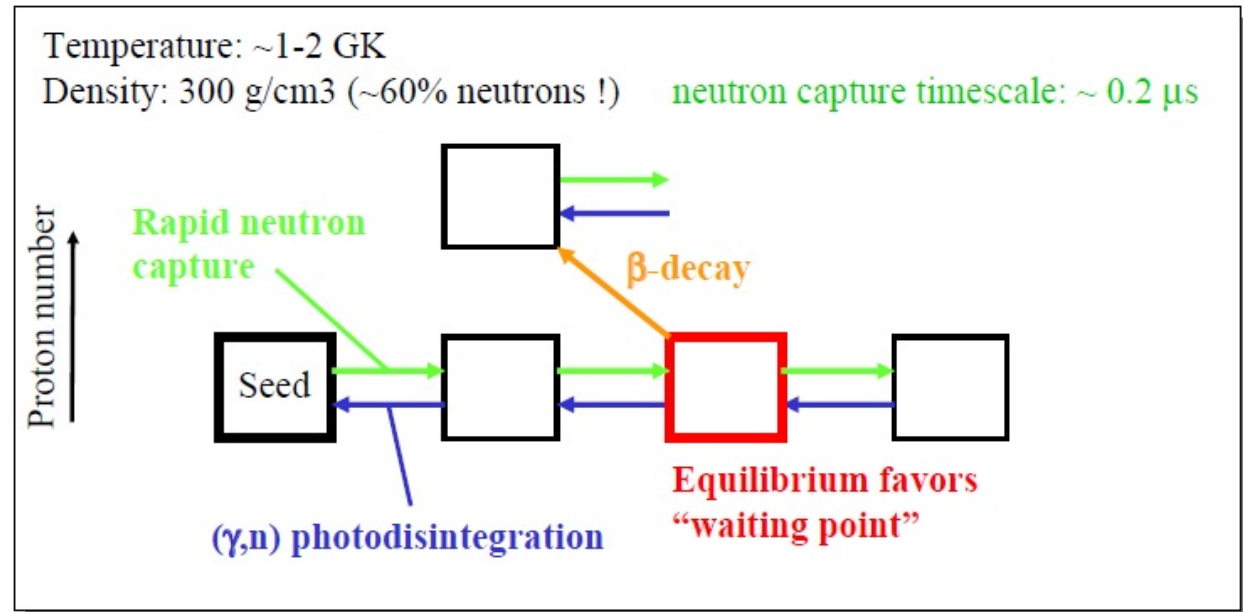 Temperature: ~1-2 GK
Density: 300 g/cm3 (~60% neutrons !)
neutron capture timescale: ~ 0.2 μs
Proton number
Rapid neutron
capture
β-decay
Seed
Equilibrium favors
“waiting point”
(γ,n) photodisintegration